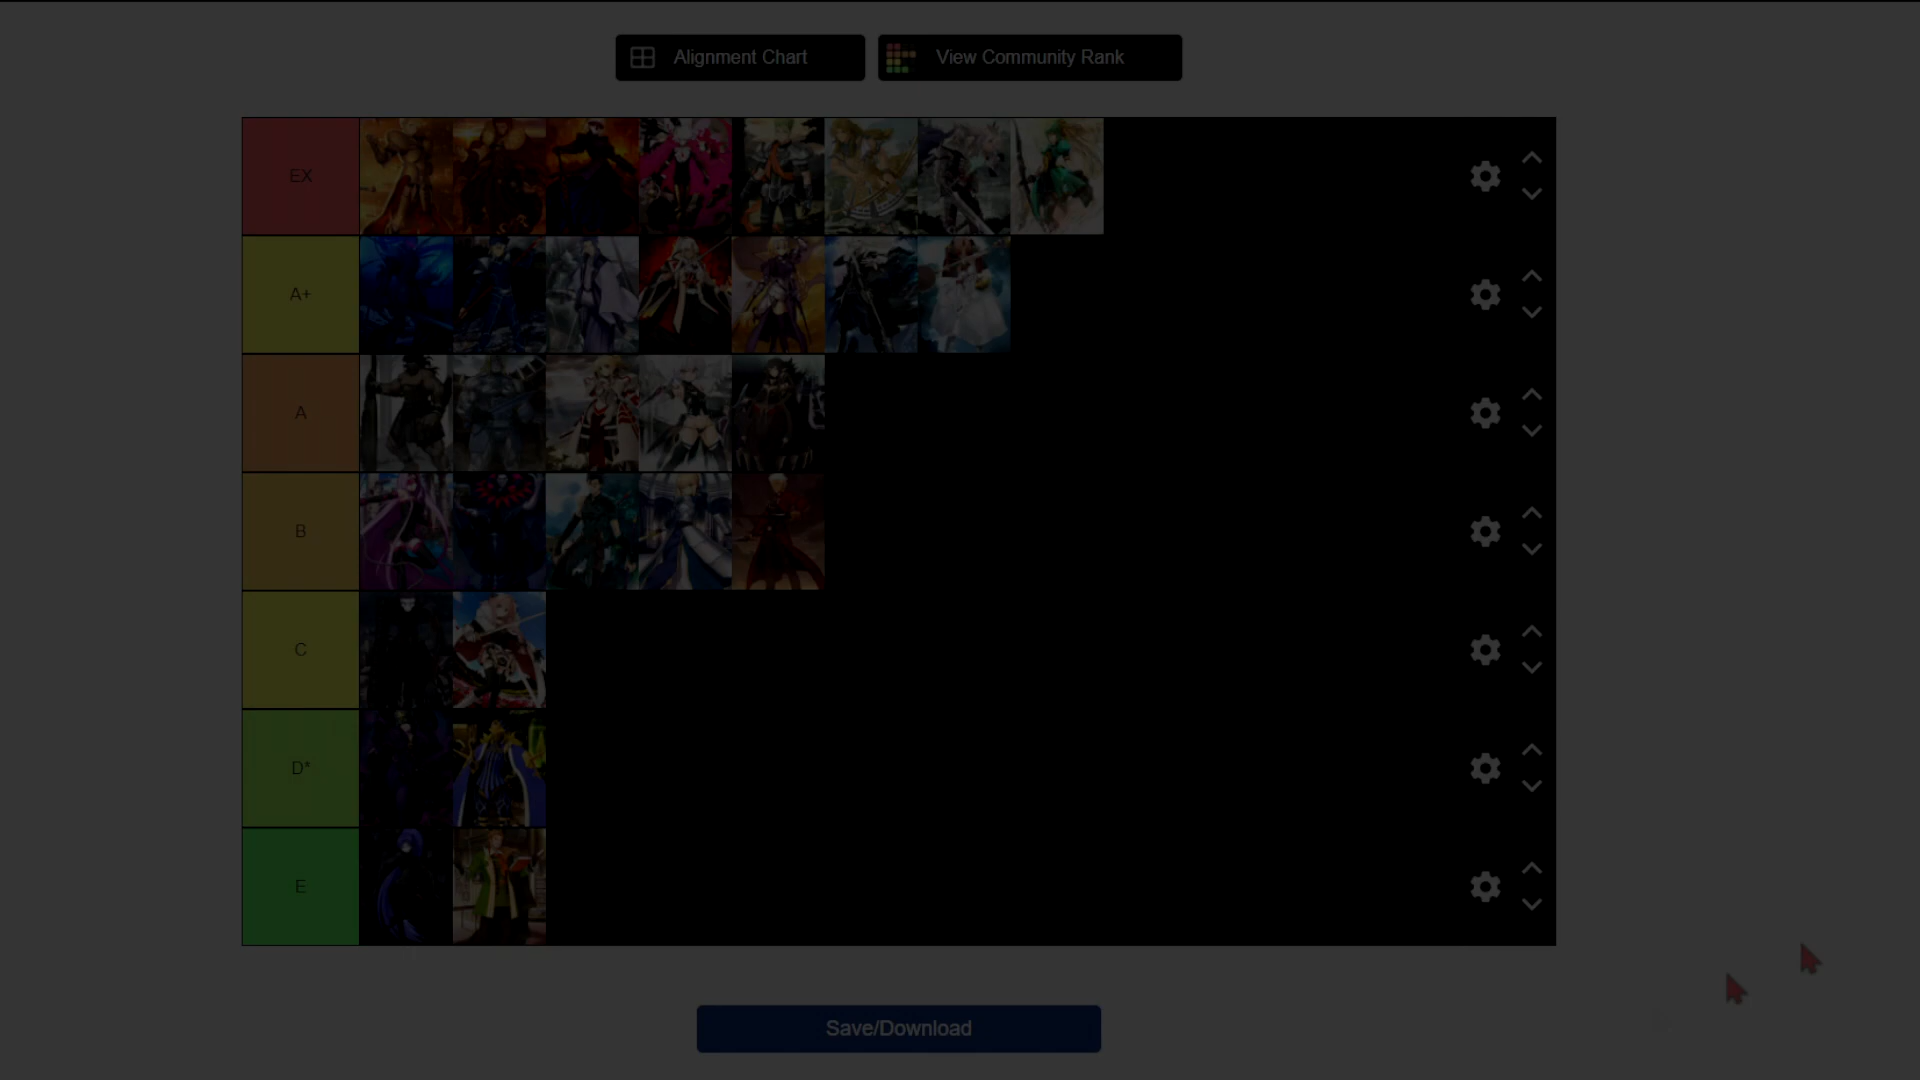 Alignment Chart
View Community Rank
EX
A+
A
B
C
D*
E
Save/Download